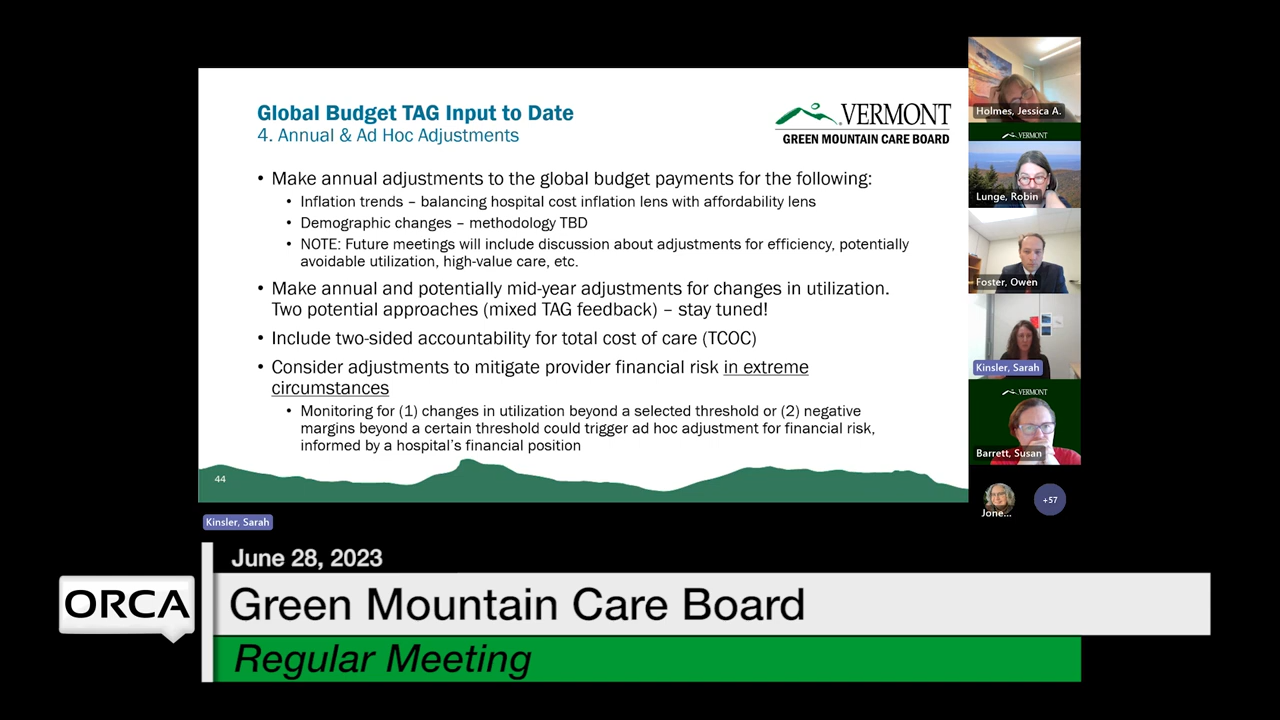 Global Budget TAG Input to Date
4. Annual & Ad Hoc Adjustments
VERMONT
GREEN MOUNTAIN CARE BOARD
• Make annual adjustments to the global budget payments for the following:
• Inflation trends – balancing hospital cost inflation lens with affordability lens
• Demographic changes – methodology TBD
• NOTE: Future meetings will include discussion about adjustments for efficiency, potentially
avoidable utilization, high-value care, etc.
• Make annual and potentially mid-year adjustments for changes in utilization.
Two potential approaches (mixed TAG feedback) – stay tuned!
• Include two-sided accountability for total cost of care (TCOC)
• Consider adjustments to mitigate provider financial risk in extreme
circumstances
• Monitoring for (1) changes in utilization beyond a selected threshold or (2) negative
margins beyond a certain threshold could trigger ad hoc adjustment for financial risk,
informed by a hospital's financial position
44
Holmes, Jessica A.
VERMONT
Lunge, Robin
Foster, Owen
Kinsler, Sarah
VERMONT
Barrett, Susan
Jone...
+57
Kinsler, Sarah
June 28, 2023
ORCA
Green Mountain Care Board
Regular Meeting